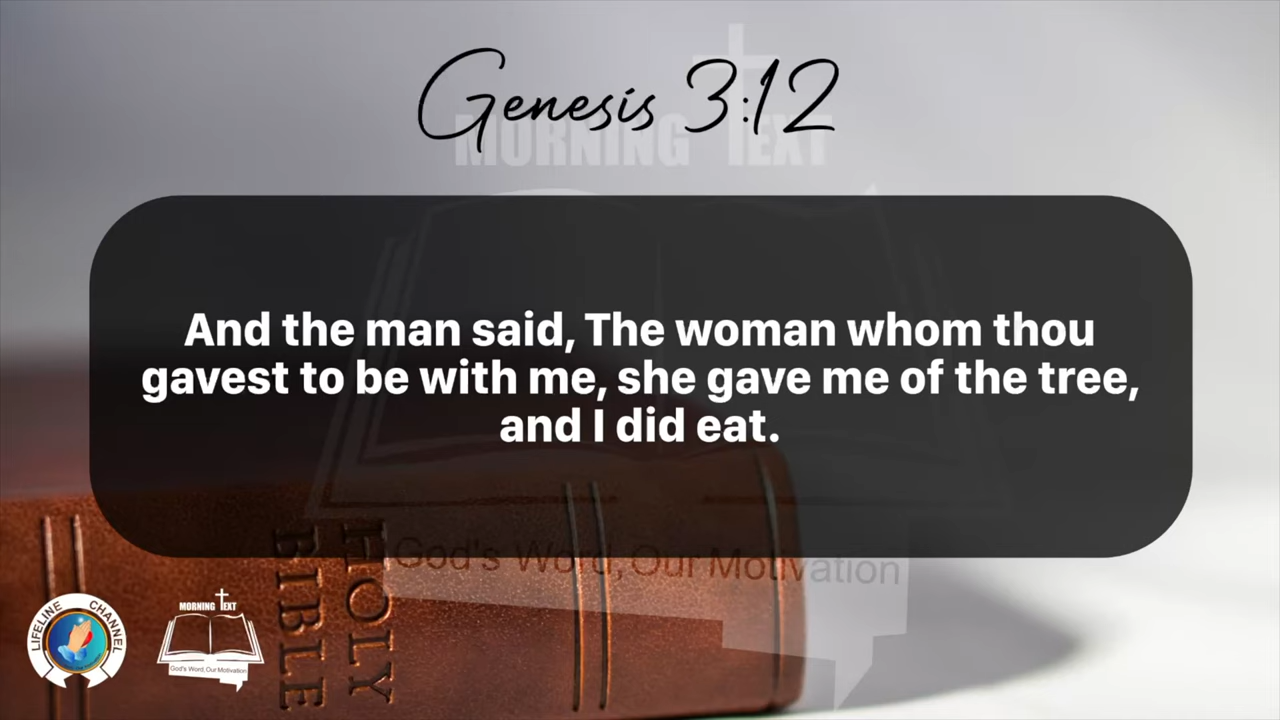 Genesis 3:12
MORNING TEXT
And the man said, The woman whom thou
gavest to be with me, she gave me of the tree,
and I did eat.
God's Word, Our Motivation
HOLY
BIBLE
LIFELINE CHANNEL
MORNING TEXT
God's Word, Our Motivation